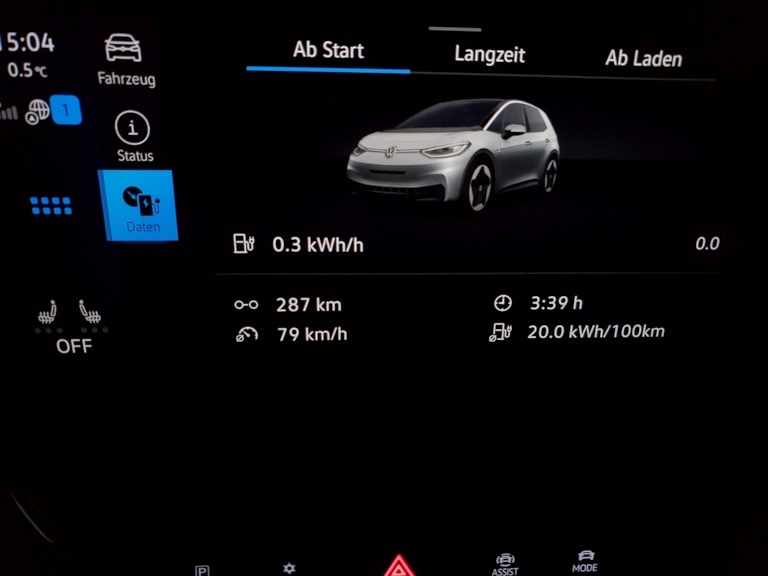 15:04
0.5°C
1
Fahrzeug
Status
Daten
OFF
Ab Start
Langzeit
Ab Laden
0.3 kWh/h
0.0
287 km
3:39 h
79 km/h
20.0 kWh/100km
P
ASSIST
MODE